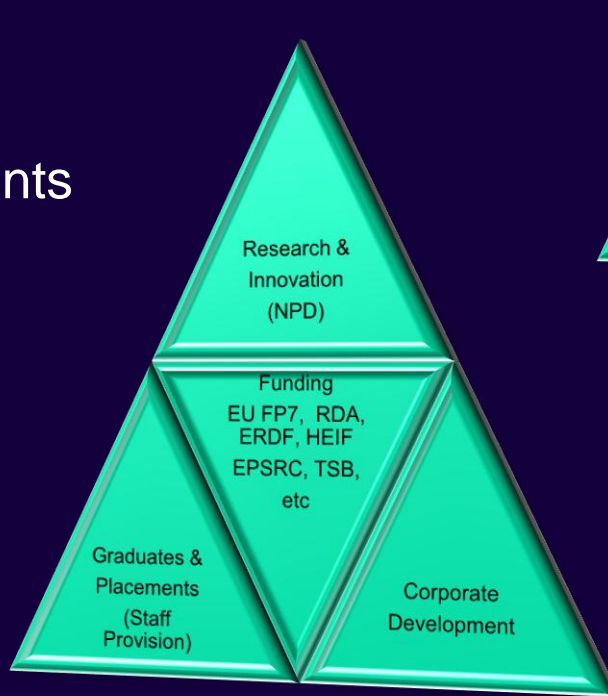 nts
Research &
Innovation
(NPD)
Funding
EU FP7, RDA,
ERDF, HEIF
EPSRC, TSB,
etc
Graduates &
Placements
(Staff
Provision)
Corporate
Development